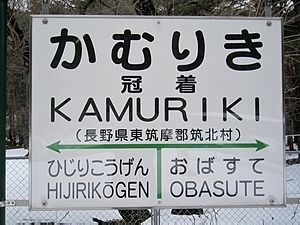 かむりき
冠着
KAMURIKI
(長野県東筑摩郡筑北村)
ひじりこうげん おばすて
HIJIRIKŌGEN OBASUTE